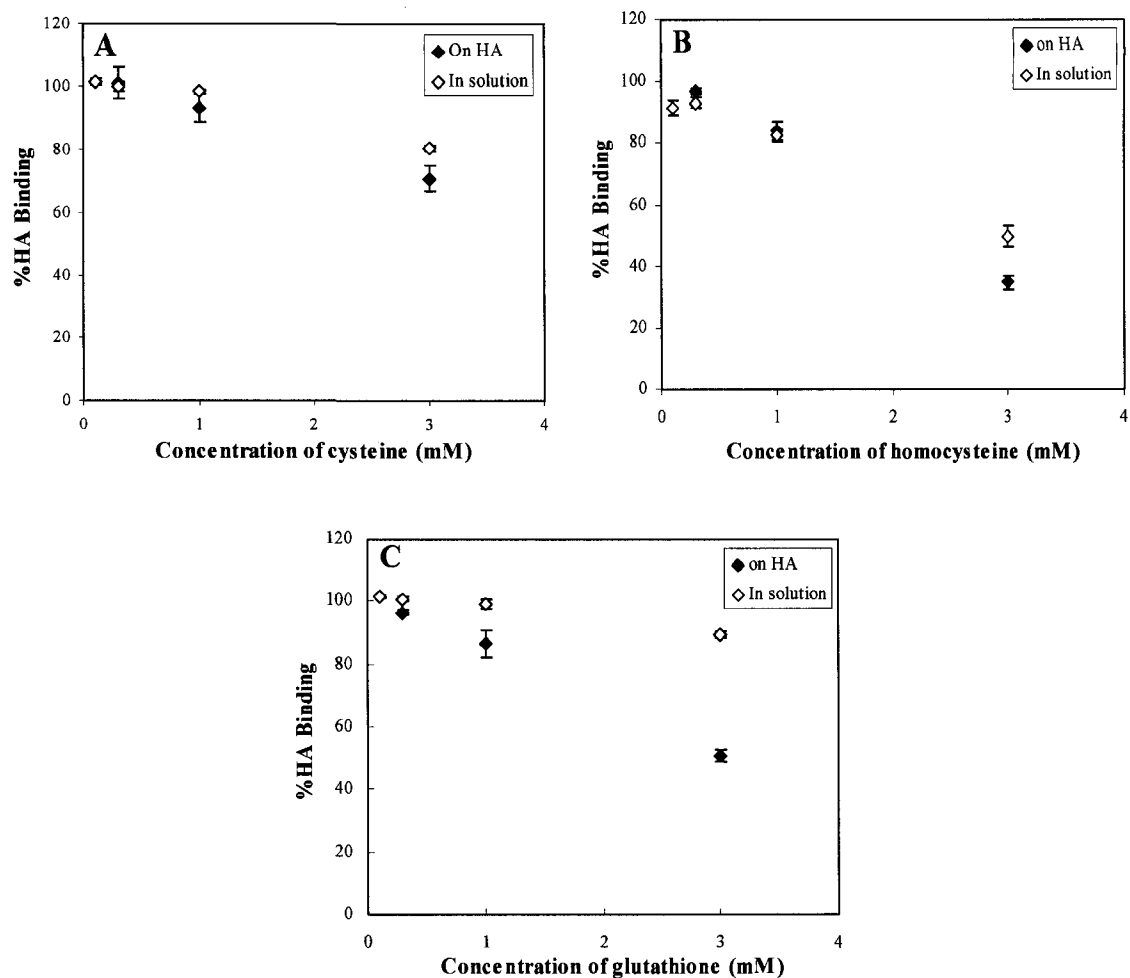 A
On HA
In solution
120
100
80
60
40
20
0
%HA Binding
0 1 2 3 4
Concentration of cysteine (mM)
B
on HA
In solution
120
100
80
60
40
20
0
%HA Binding
0 1 2 3 4
Concentration of homocysteine (mM)
C
on HA
In solution
120
100
80
60
40
20
0
%HA Binding
0 1 2 3 4
Concentration of glutathione (mM)